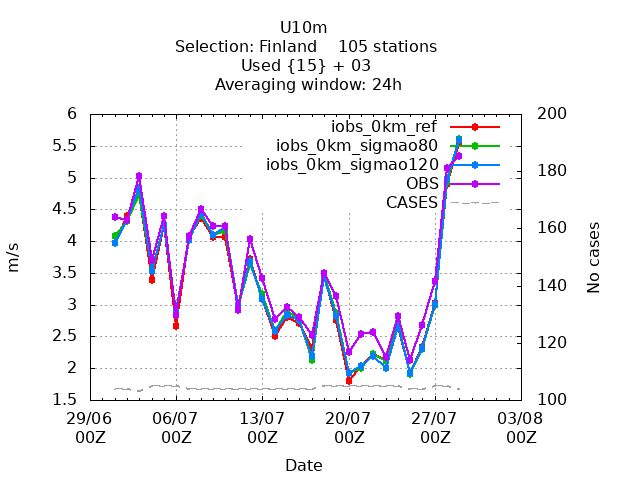 U10m
Selection: Finland    105 stations
Used {15} + 03
Averaging window: 24h
iobs_0km_ref
iobs_0km_sigmao80
iobs_0km_sigmao120
OBS
CASES
6
5.5
5
4.5
4
3.5
3
2.5
2
1.5
m/s
200
180
160
140
120
100
No cases
29/06 06/07 13/07 20/07 27/07 03/08
00Z 00Z 00Z 00Z 00Z 00Z
Date